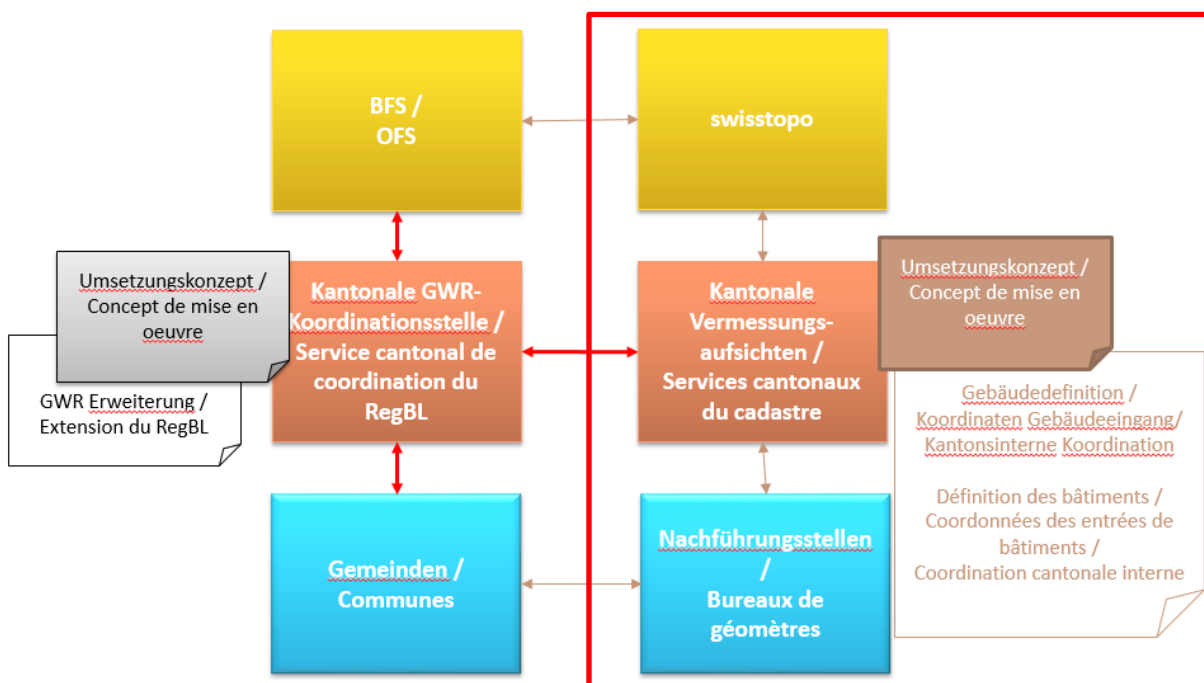 BFS /
OFS
swisstopo
Umsetzungskonzept /
Concept de mise en
oeuvre
GWR Erweiterung /
Extension du RegBL
Kantonale GWR-
Koordinationsstelle /
Service cantonal de
coordination du
RegBL
Kantonale
Vermessungs-
aufsichten /
Services cantonaux
du cadastre
Umsetzungskonzept /
Concept de mise en
oeuvre
Gebäudedefinition /
Koordinaten Gebäudeeingang/
Kantonsinterne Koordination
Définition des bâtiments /
Coordonnées des entrées de
bâtiments /
Coordination cantonale interne
Gemeinden /
Communes
Nachführungsstellen
/
Bureaux de
géomètres